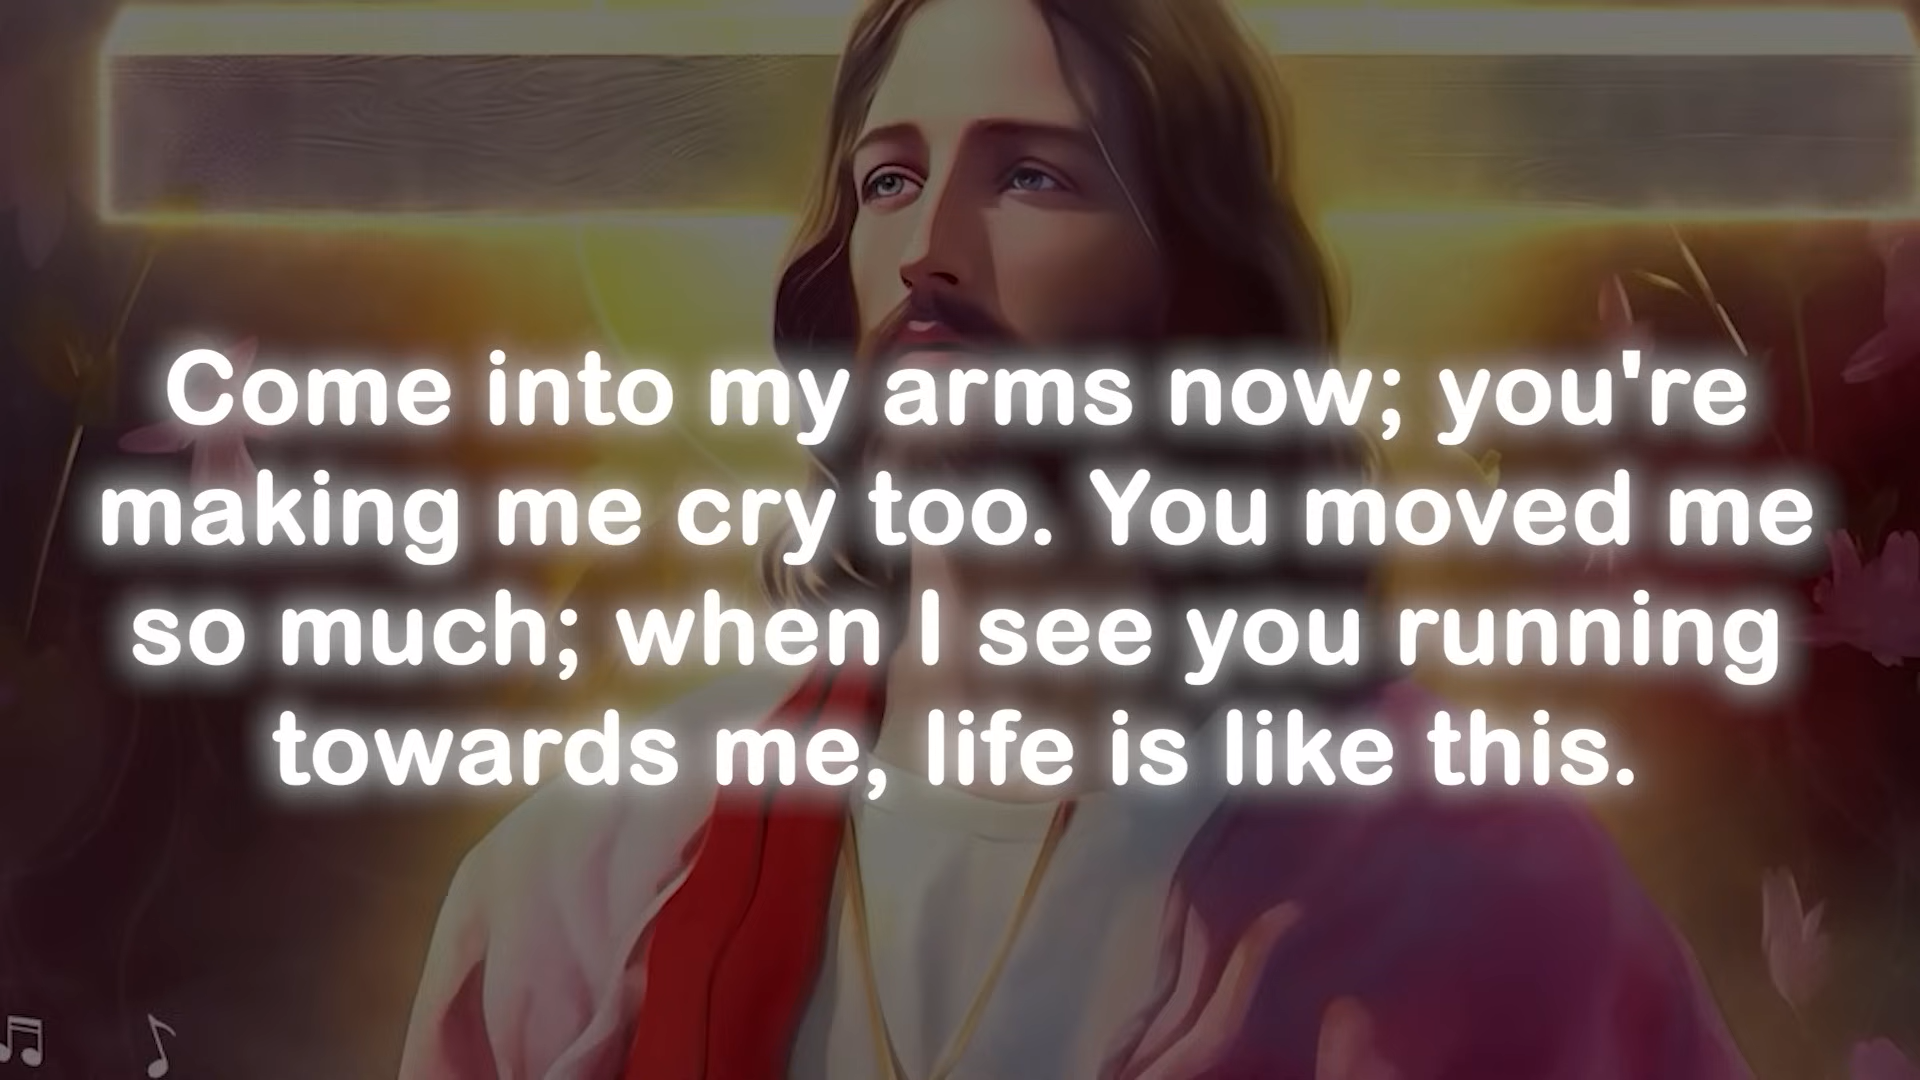 Come into my arms now; you're
making me cry too. You moved me
so much; when I see you running
towards me, life is like this.